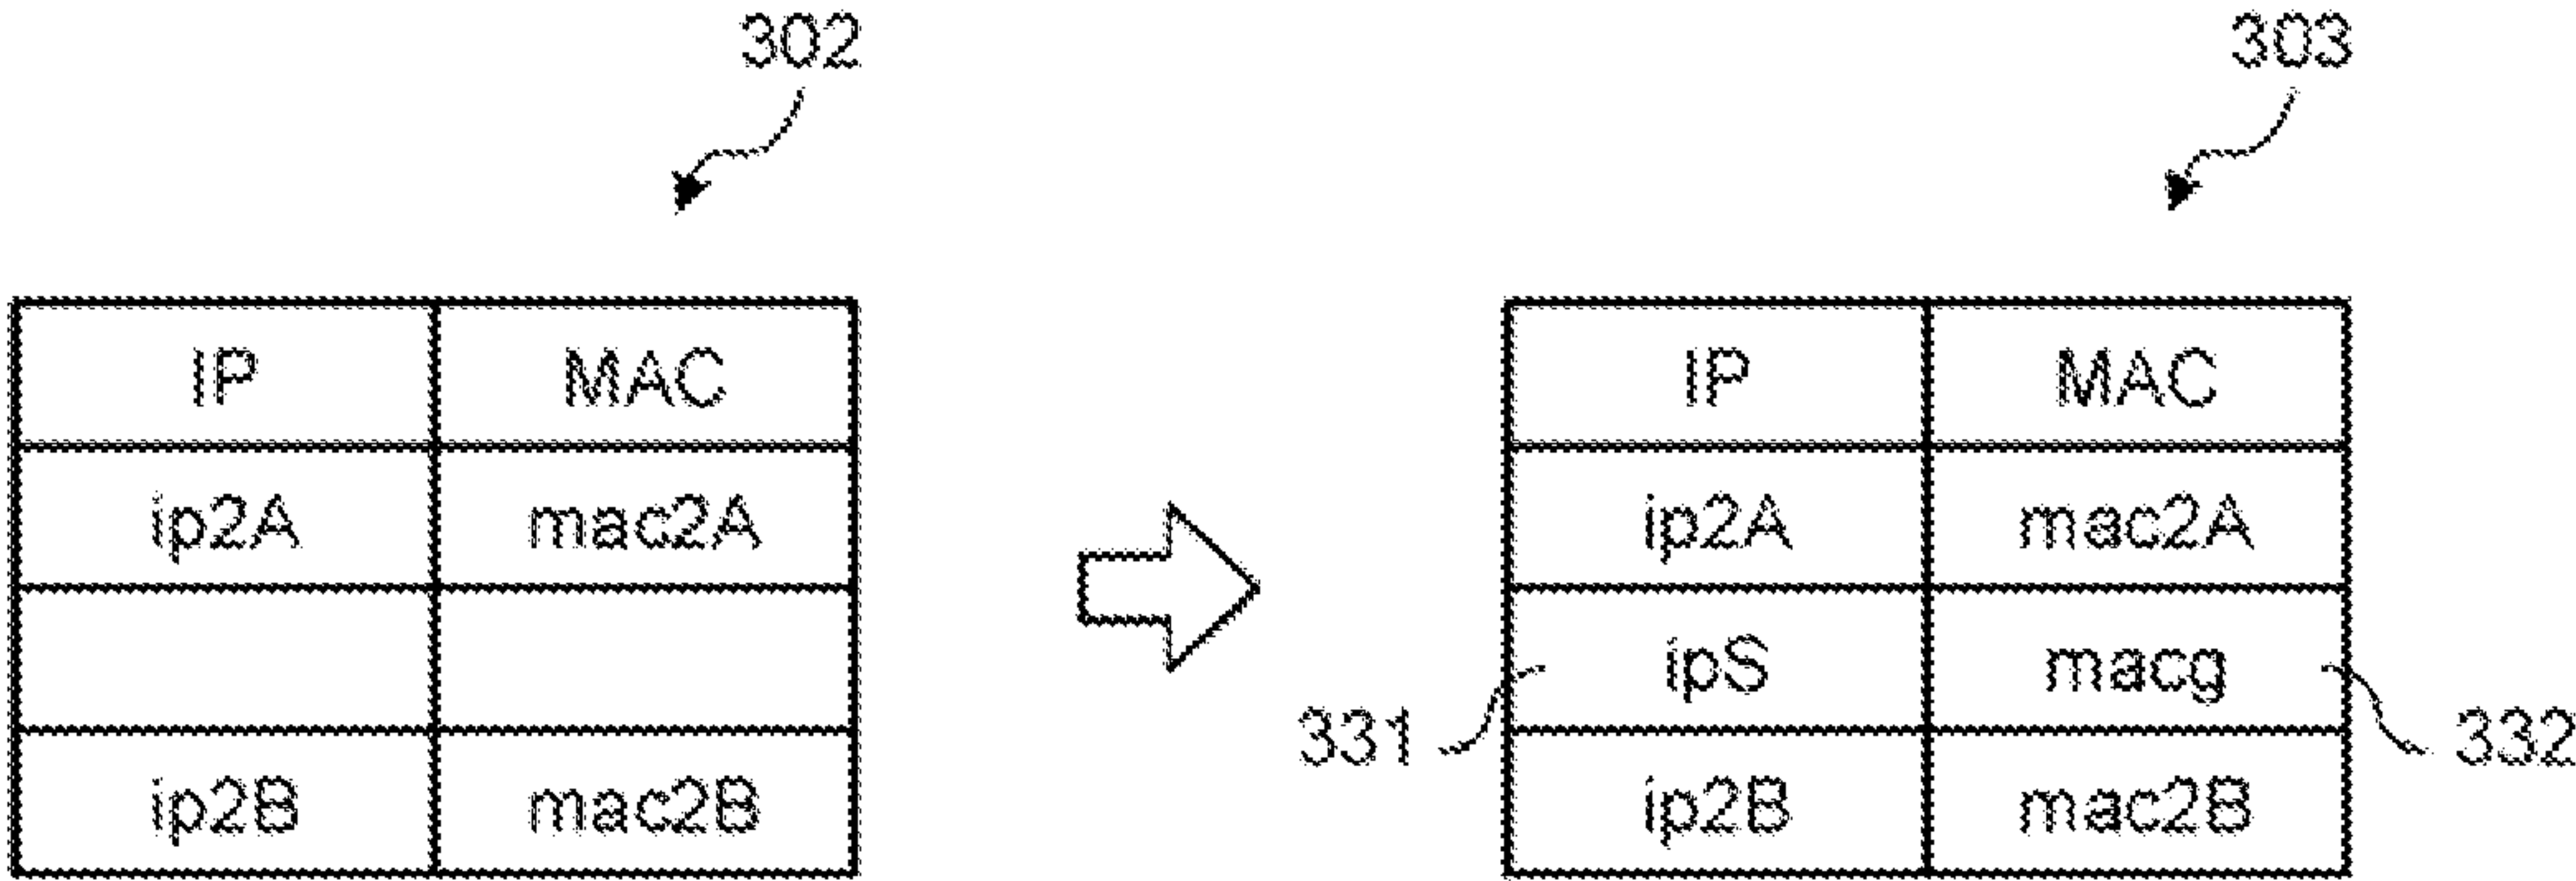 302 303
IP MAC IP MAC
ip2A mac2A ip2A mac2A
ipS macg
331 332
ip2B mac2B ip2B mac2B